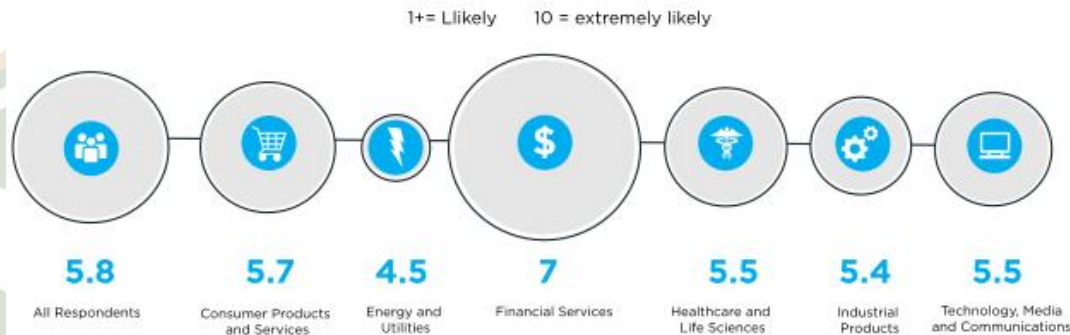 1+= Llikely 10 = extremely likely
$
5.8
All Respondents
5.7
Consumer Products
and Services
4.5
Energy and
Utilities
7
Financial Services
5.5
Healthcare and
Life Sciences
5.4
Industrial
Products
5.5
Technology, Media
and Communications